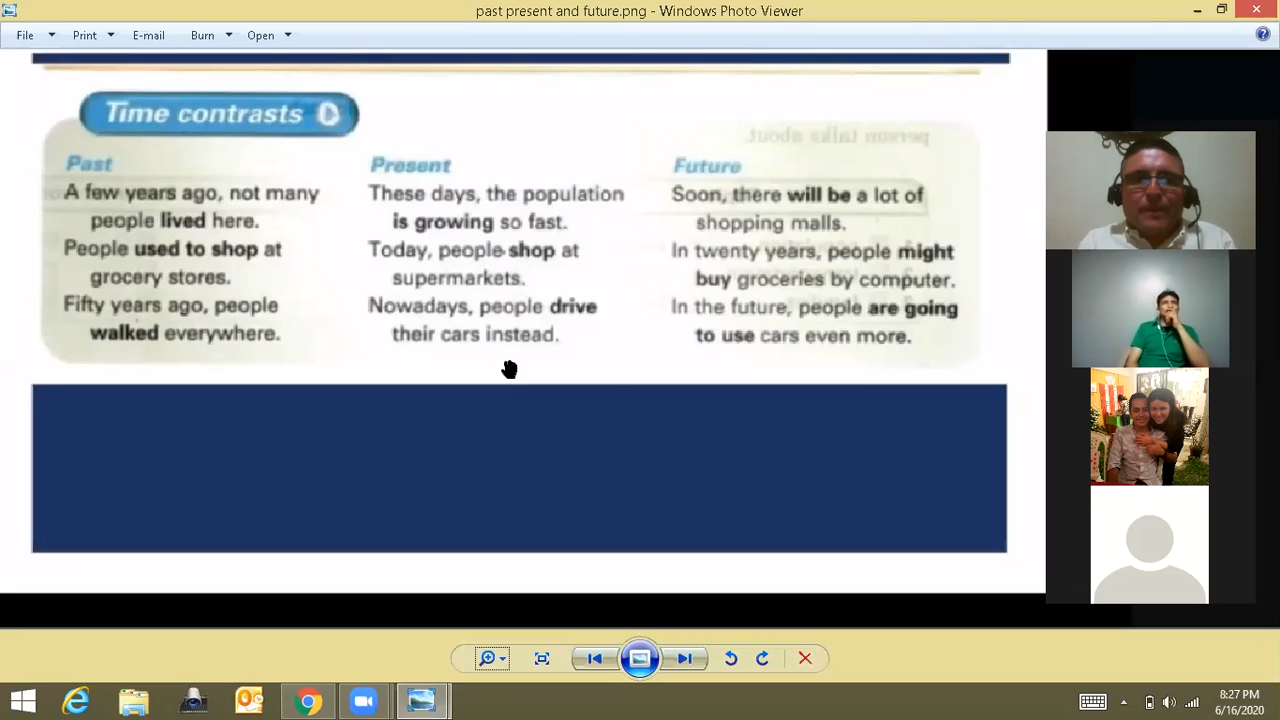 past present and future.png - Windows Photo Viewer
File Print E-mail Burn Open
person talks about.
Time contrasts
Past
A few years ago, not many
people lived here.
People used to shop at
grocery stores.
Fifty years ago, people
walked everywhere.
Present
These days, the population
is growing so fast.
Today, people shop at
supermarkets.
Nowadays, people drive
their cars instead.
Future
Soon, there will be a lot of
shopping malls.
In twenty years, people might
buy groceries by computer.
In the future, people are going
to use cars even more.
8:27 PM
6/16/2020